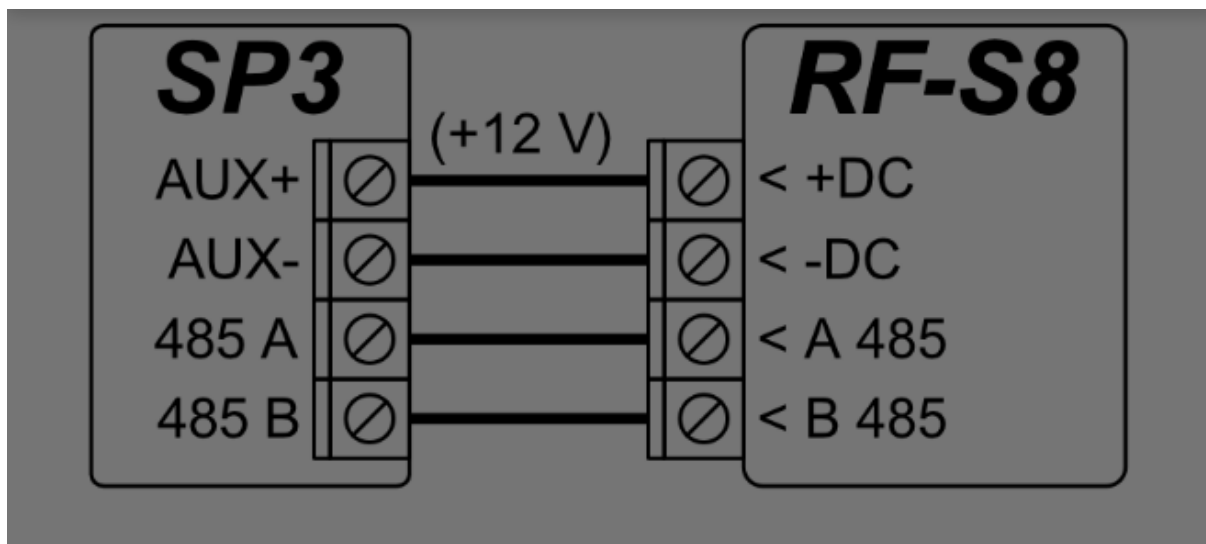 SP3
RF-S8
(+12 V)
AUX+
< +DC
AUX-
< -DC
485 A
< A 485
485 B
< B 485